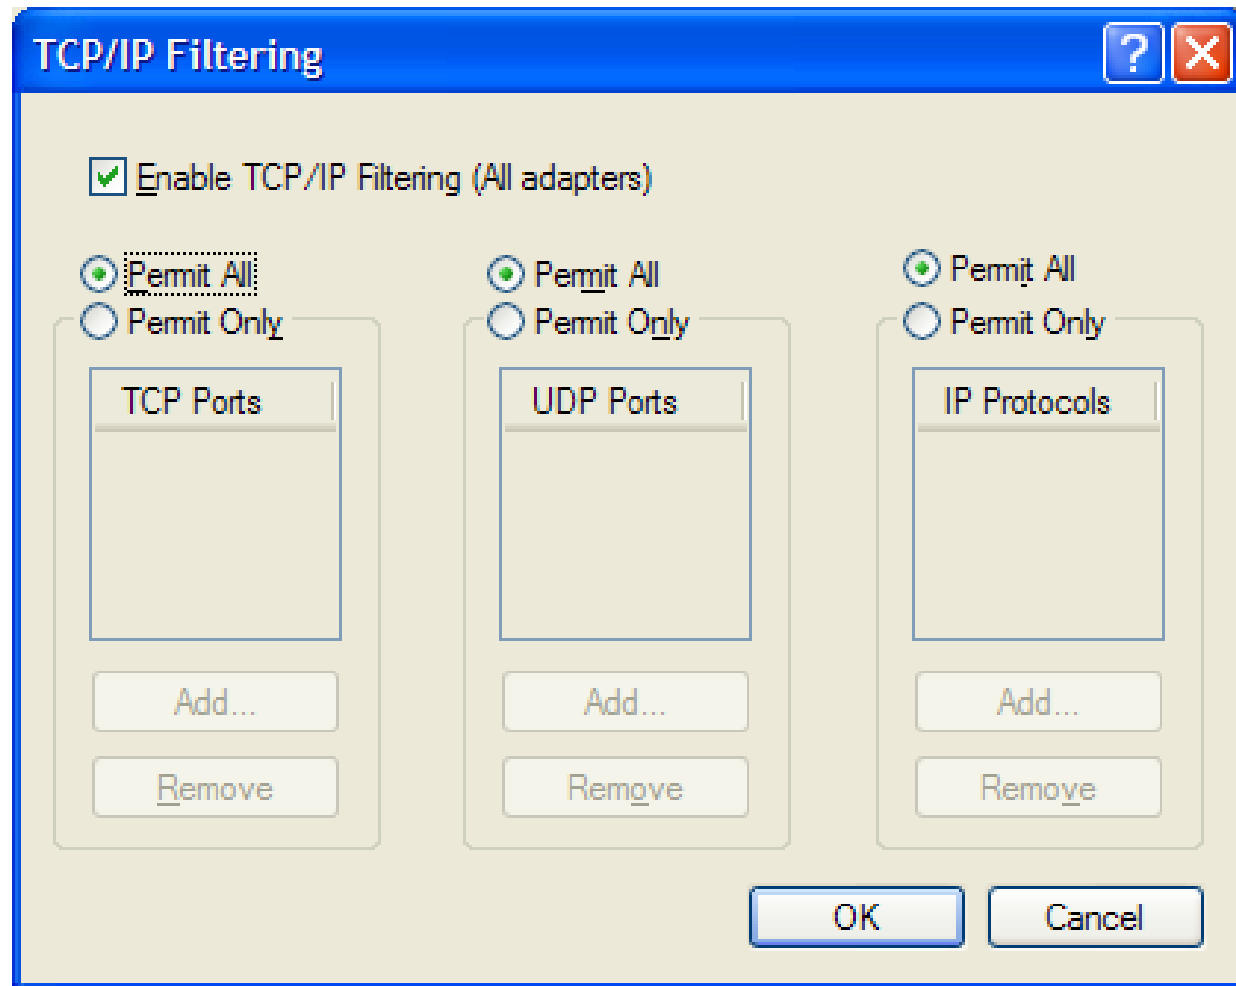 TCP/IP Filtering
Enable TCP/IP Filtering (All adapters)
Permit All
Permit Only
TCP Ports
Add...
Remove
Permit All
Permit Only
UDP Ports
Add...
Remove
Permit All
Permit Only
IP Protocols
Add...
Remove
OK
Cancel